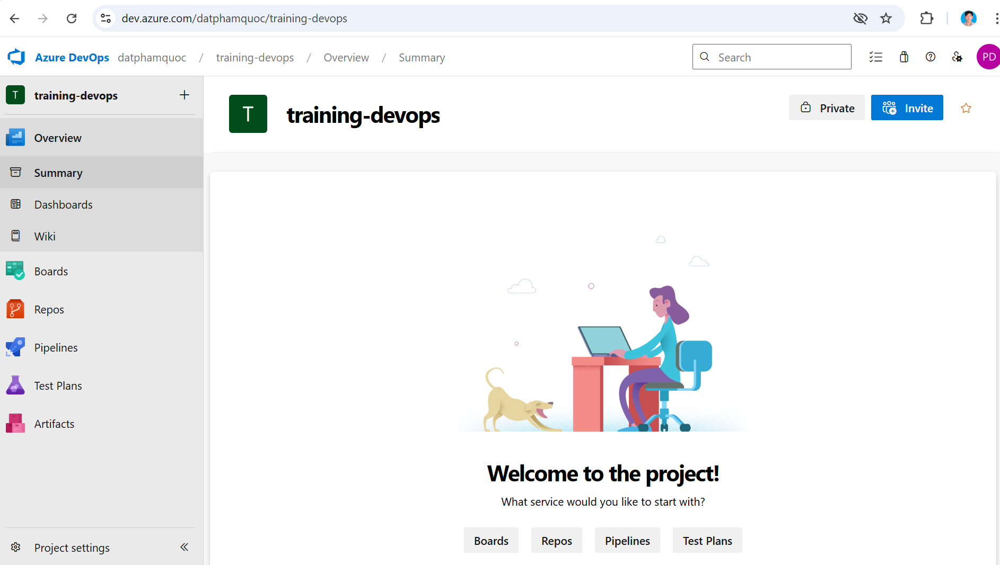 dev.azure.com/datphamquoc/training-devops
Azure DevOps datphamquoc / training-devops / Overview / Summary
Search
PD
T training-devops
T training-devops
Private
Invite
Overview
Summary
Dashboards
Wiki
Boards
Repos
Pipelines
Test Plans
Artifacts
Project settings
Welcome to the project!
What service would you like to start with?
Boards Repos Pipelines Test Plans